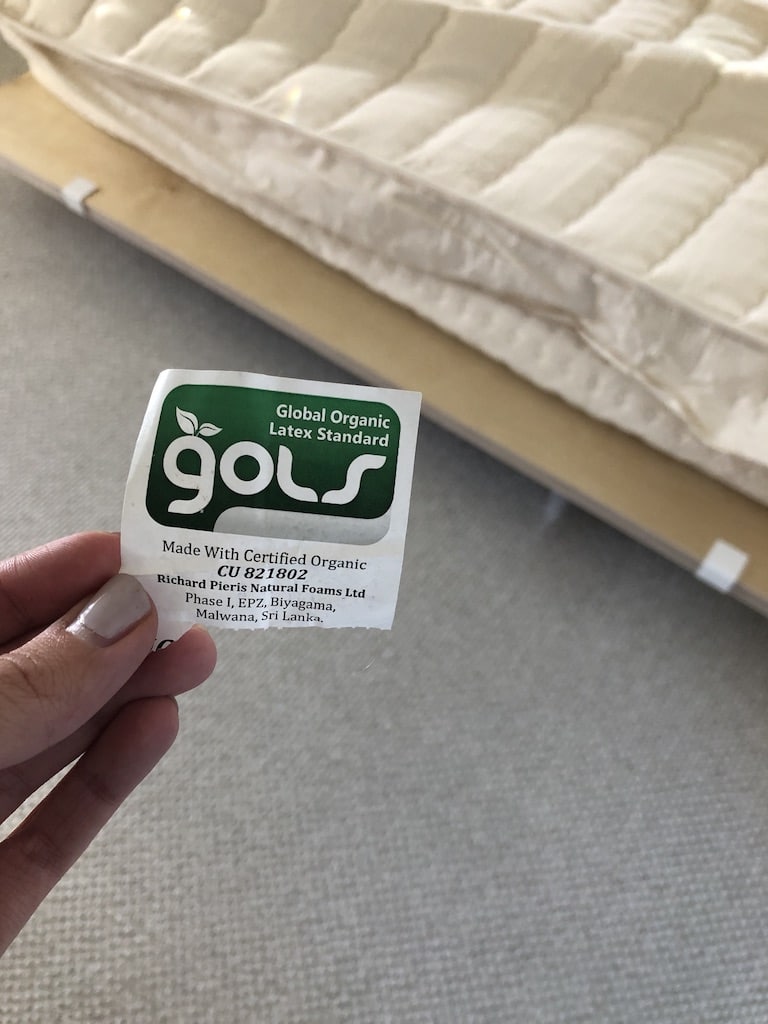 Global Organic
Latex Standard
gols
Made With Certified Organic
CU 821802
Richard Pieris Natural Foams Ltd
Phase I, EPZ, Biyagama,
Malwana, Sri Lanka.